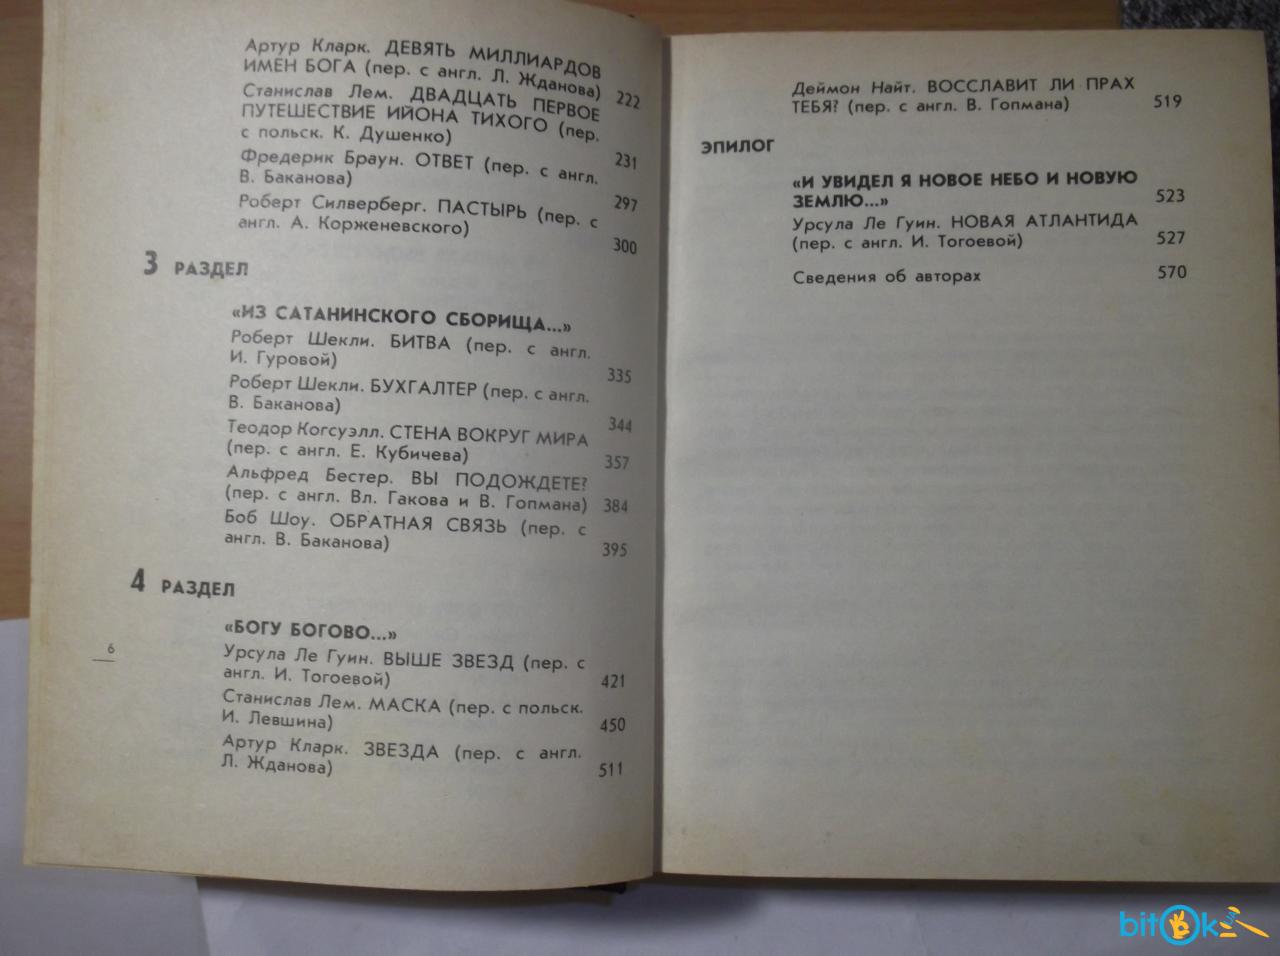 Артур Кларк. ДЕВЯТЬ МИЛЛИАРДОВ
ИМЕН БОГА (пер. с англ. Л. Жданова) 222
Станислав Лем. ДВАДЦАТЬ ПЕРВОЕ
ПУТЕШЕСТВИЕ ИЙОНА ТИХОГО (пер.
с польск. К. Душенко) 231
Фредерик Браун. ОТВЕТ (пер. с англ.
В. Баканова) 297
Роберт Силверберг. ПАСТЫРЬ (пер. с
англ. А. Корженевского) 300
3 РАЗДЕЛ
«ИЗ САТАНИНСКОГО СБОРИЩА...»
Роберт Шекли. БИТВА (пер. с англ.
И. Гуровой) 335
Роберт Шекли. БУХГАЛТЕР (пер. с англ.
В. Баканова) 344
Теодор Когсуэлл. СТЕНА ВОКРУГ МИРА
(пер. с англ. Е. Кубичева) 357
Альфред Бестер. ВЫ ПОДОЖДЕТЕ?
(пер. с англ. Вл. Гакова и В. Гопмана) 384
Боб Шоу. ОБРАТНАЯ СВЯЗЬ (пер. с
англ. В. Баканова) 395
4 РАЗДЕЛ
«БОГУ БОГОВО...»
Урсула Ле Гуин. ВЫШЕ ЗВЕЗД (пер. с
англ. И. Тогоевой) 421
Станислав Лем. МАСКА (пер. с польск.
И. Левшина) 450
Артур Кларк. ЗВЕЗДА (пер. с англ.
Л. Жданова) 511
6
Деймон Найт. ВОССЛАВИТ ЛИ ПРАХ
ТЕБЯ? (пер. с англ. В. Гопмана) 519
ЭПИЛОГ
«И УВИДЕЛ Я НОВОЕ НЕБО И НОВУЮ
ЗЕМЛЮ...» 523
Урсула Ле Гуин. НОВАЯ АТЛАНТИДА
(пер. с англ. И. Тогоевой) 527
Сведения об авторах 570
bitOk